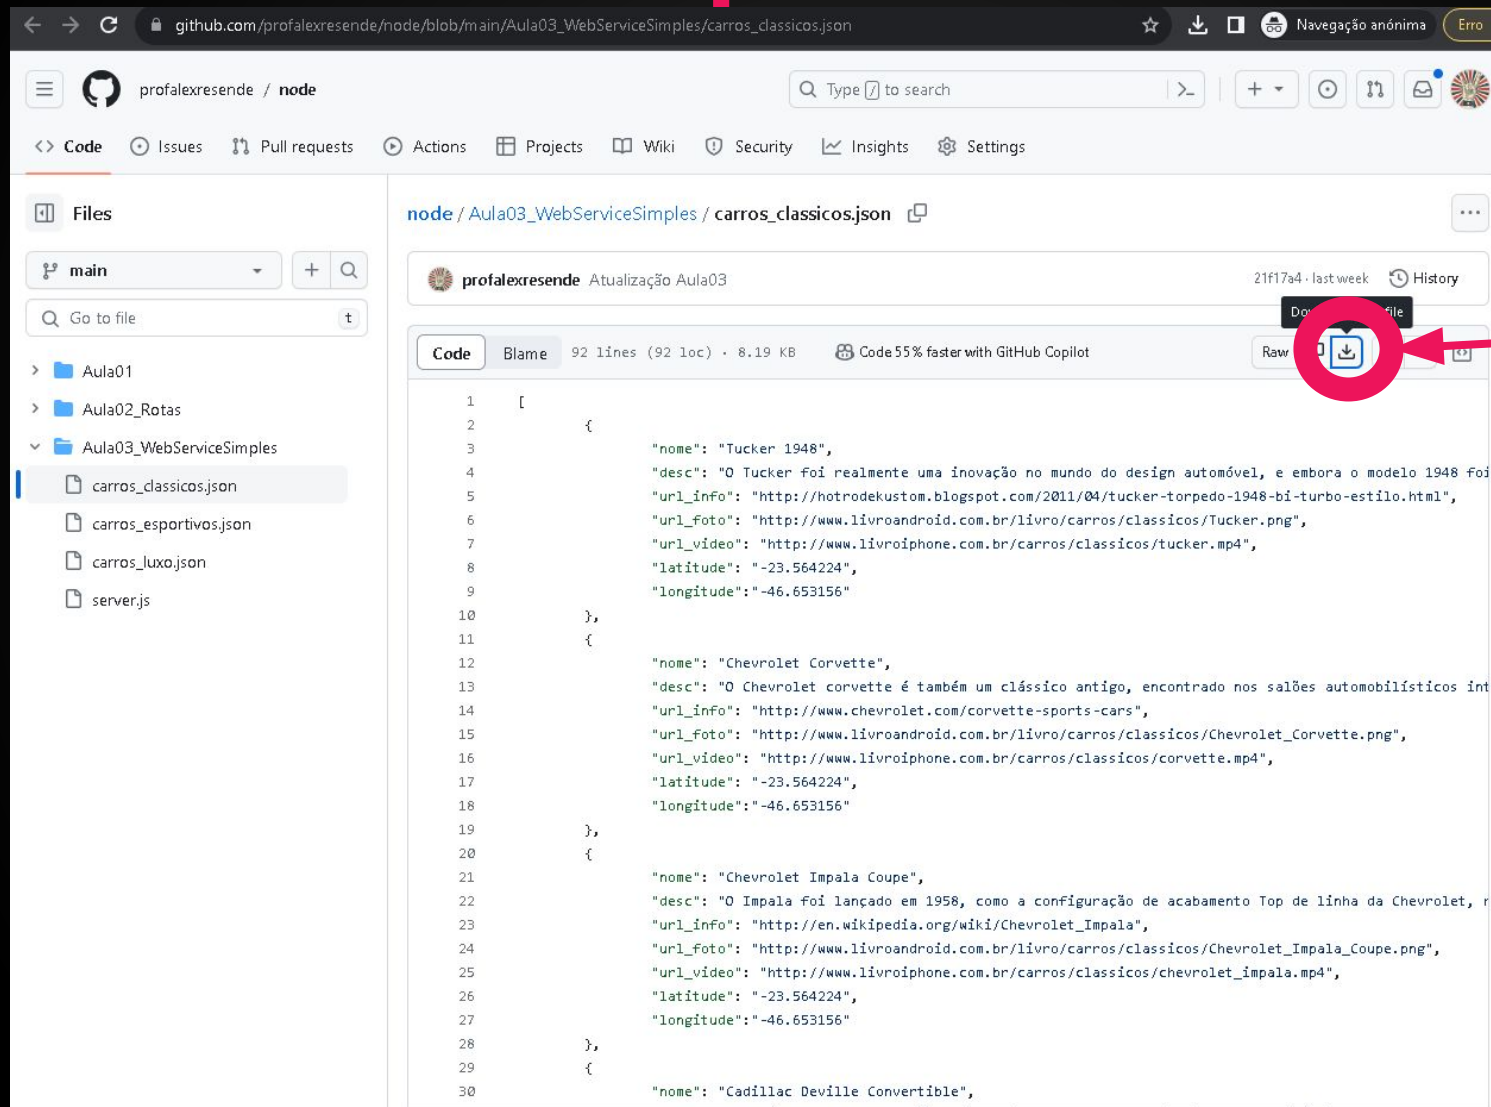 github.com/profalexresende/node/blob/main/Aula03_WebServiceSimples/carros_classicos.json
Navegação anónima
Erro
profalexresende / node
Type / to search
Code
Issues
Pull requests
Actions
Projects
Wiki
Security
Insights
Settings
Files
node / Aula03_WebServiceSimples / carros_classicos.json
main
profalexresende Atualização Aula03
21f17a4 · last week
History
Go to file
t
file
Code
Blame
92 lines (92 loc) · 8.19 KB
Code 55% faster with GitHub Copilot
Raw
Aula01
Aula02_Rotas
Aula03_WebServiceSimples
carros_classicos.json
carros_esportivos.json
carros_luxo.json
server.js
1 [
2 {
3 "nome": "Tucker 1948",
4 "desc": "O Tucker foi realmente uma inovação no mundo do design automóvel, e embora o modelo 1948 foi
5 "url_info": "http://hotrodekustom.blogspot.com/2011/04/tucker-torpedo-1948-bi-turbo-estilo.html",
6 "url_foto": "http://www.livroandroid.com.br/livro/carros/classicos/Tucker.png",
7 "url_video": "http://www.livroiphone.com.br/carros/classicos/tucker.mp4",
8 "latitude": "-23.564224",
9 "longitude":"-46.653156"
10 },
11 {
12 "nome": "Chevrolet Corvette",
13 "desc": "O Chevrolet corvette é também um clássico antigo, encontrado nos salões automobilísticos int
14 "url_info": "http://www.chevrolet.com/corvette-sports-cars",
15 "url_foto": "http://www.livroandroid.com.br/livro/carros/classicos/Chevrolet_Corvette.png",
16 "url_video": "http://www.livroiphone.com.br/carros/classicos/corvette.mp4",
17 "latitude": "-23.564224",
18 "longitude":"-46.653156"
19 },
20 {
21 "nome": "Chevrolet Impala Coupe",
22 "desc": "O Impala foi lançado em 1958, como a configuração de acabamento Top de linha da Chevrolet, r
23 "url_info": "http://en.wikipedia.org/wiki/Chevrolet_Impala",
24 "url_foto": "http://www.livroandroid.com.br/livro/carros/classicos/Chevrolet_Impala_Coupe.png",
25 "url_video": "http://www.livroiphone.com.br/carros/classicos/chevrolet_impala.mp4",
26 "latitude": "-23.564224",
27 "longitude":"-46.653156"
28 },
29 {
30 "nome": "Cadillac Deville Convertible",